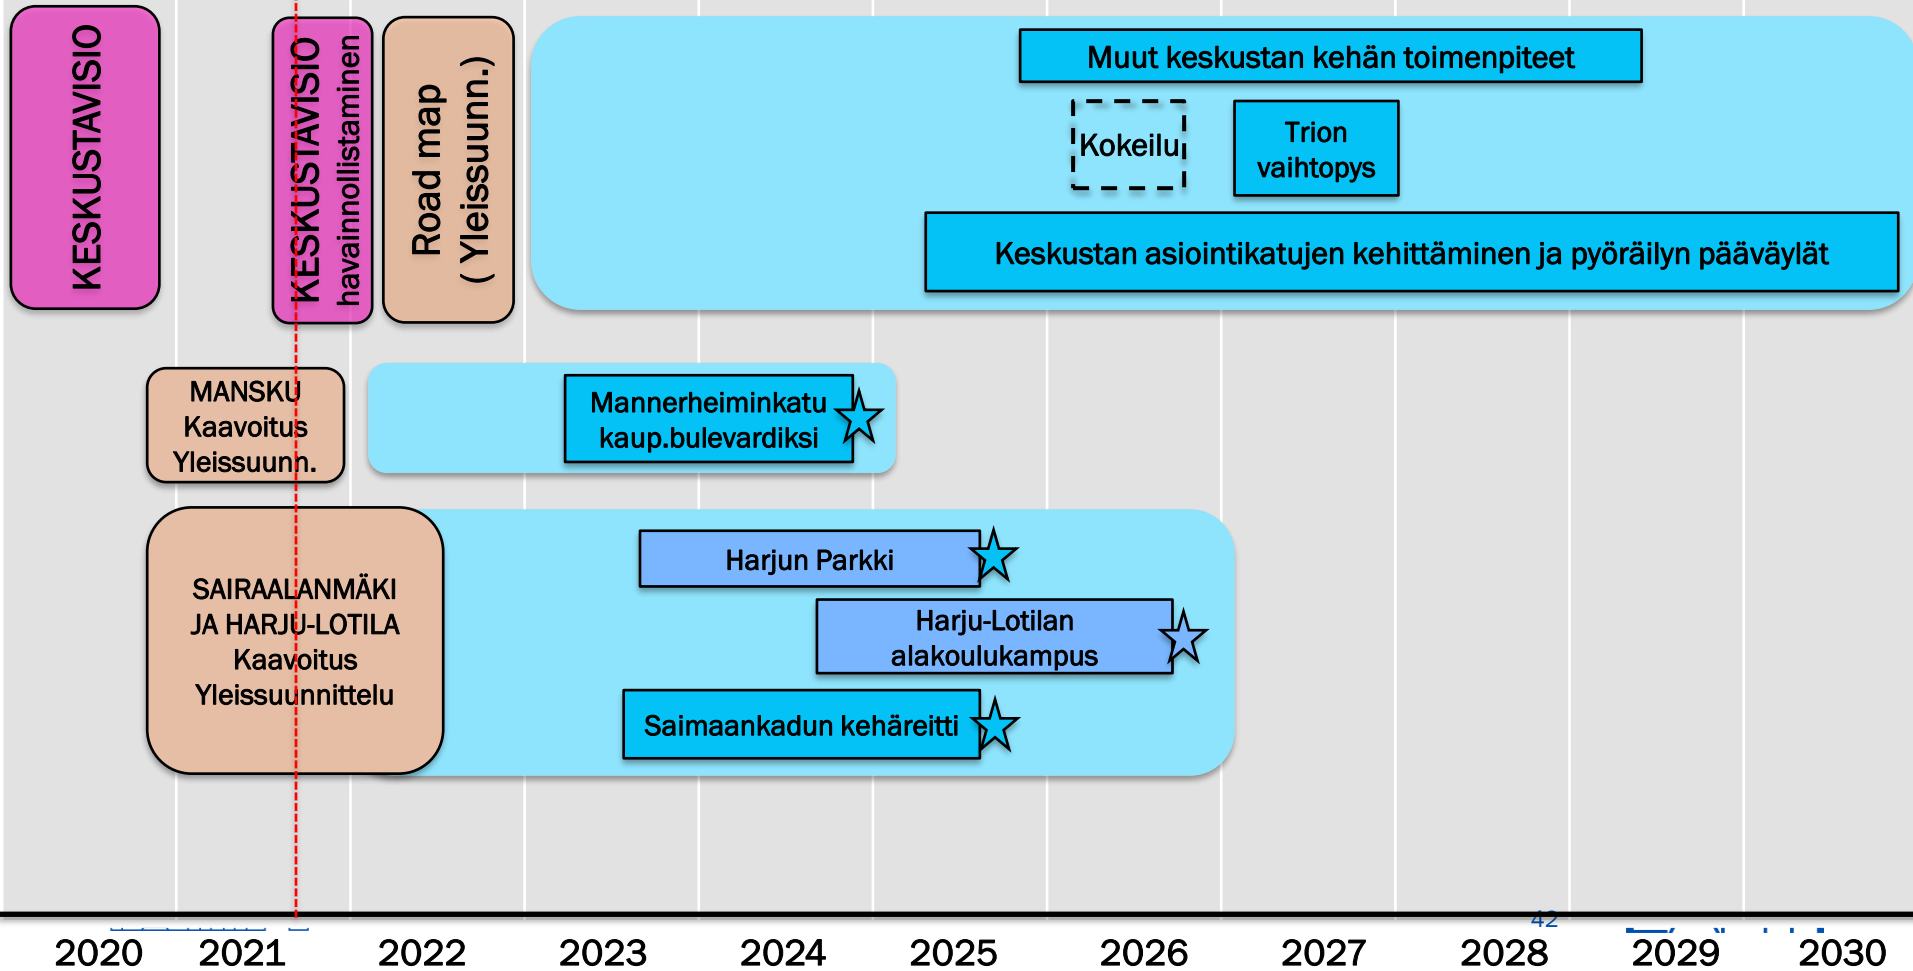 KESKUSTAVISIO
KESKUSTAVISIO
havainnollistaminen
Road map
( Yleissuunn.)
Muut keskustan kehän toimenpiteet
Kokeilu
Trion
vaihtopys
Keskustan asiointikatujen kehittäminen ja pyöräilyn pääväylät
MANSKU
Kaavoitus
Yleissuunn.
Mannerheiminkatu
kaup.bulevardiksi
SAIRAALANMÄKI
JA HARJU-LOTILA
Kaavoitus
Yleissuunnittelu
Harjun Parkki
Harju-Lotilan
alakoulukampus
Saimaankadun kehäreitti
42
2020 2021 2022 2023 2024 2025 2026 2027 2028 2029 2030